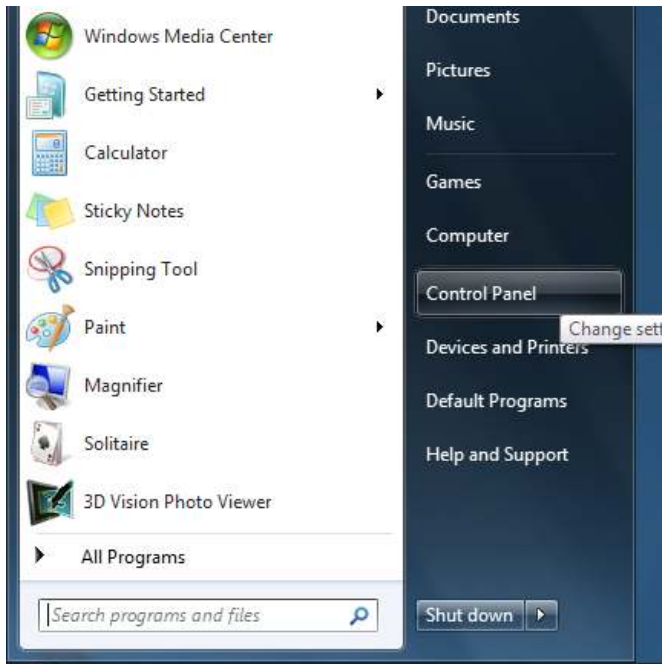 Windows Media Center
Getting Started
Calculator
Sticky Notes
Snipping Tool
Paint
Magnifier
Solitaire
3D Vision Photo Viewer
All Programs
Search programs and files
Documents
Pictures
Music
Games
Computer
Control Panel
Change sett
Devices and Printers
Default Programs
Help and Support
Shut down